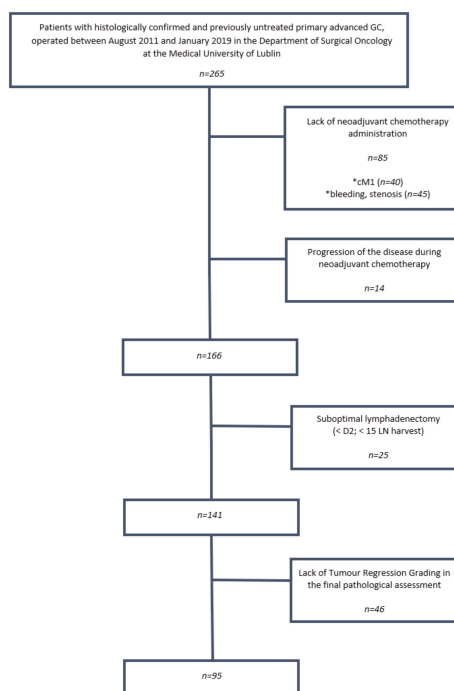 Patients with histologically confirmed and previously untreated primary advanced GC,
operated between August 2011 and January 2019 in the Department of Surgical Oncology
at the Medical University of Lublin
n=265
Lack of neoadjuvant chemotherapy
administration
n=85
*cM1 (n=40)
*bleeding, stenosis (n=45)
Progression of the disease during
neoadjuvant chemotherapy
n=14
n=166
Suboptimal lymphadenectomy
(< D2; < 15 LN harvest)
n=25
n=141
Lack of Tumour Regression Grading in
the final pathological assessment
n=46
n=95